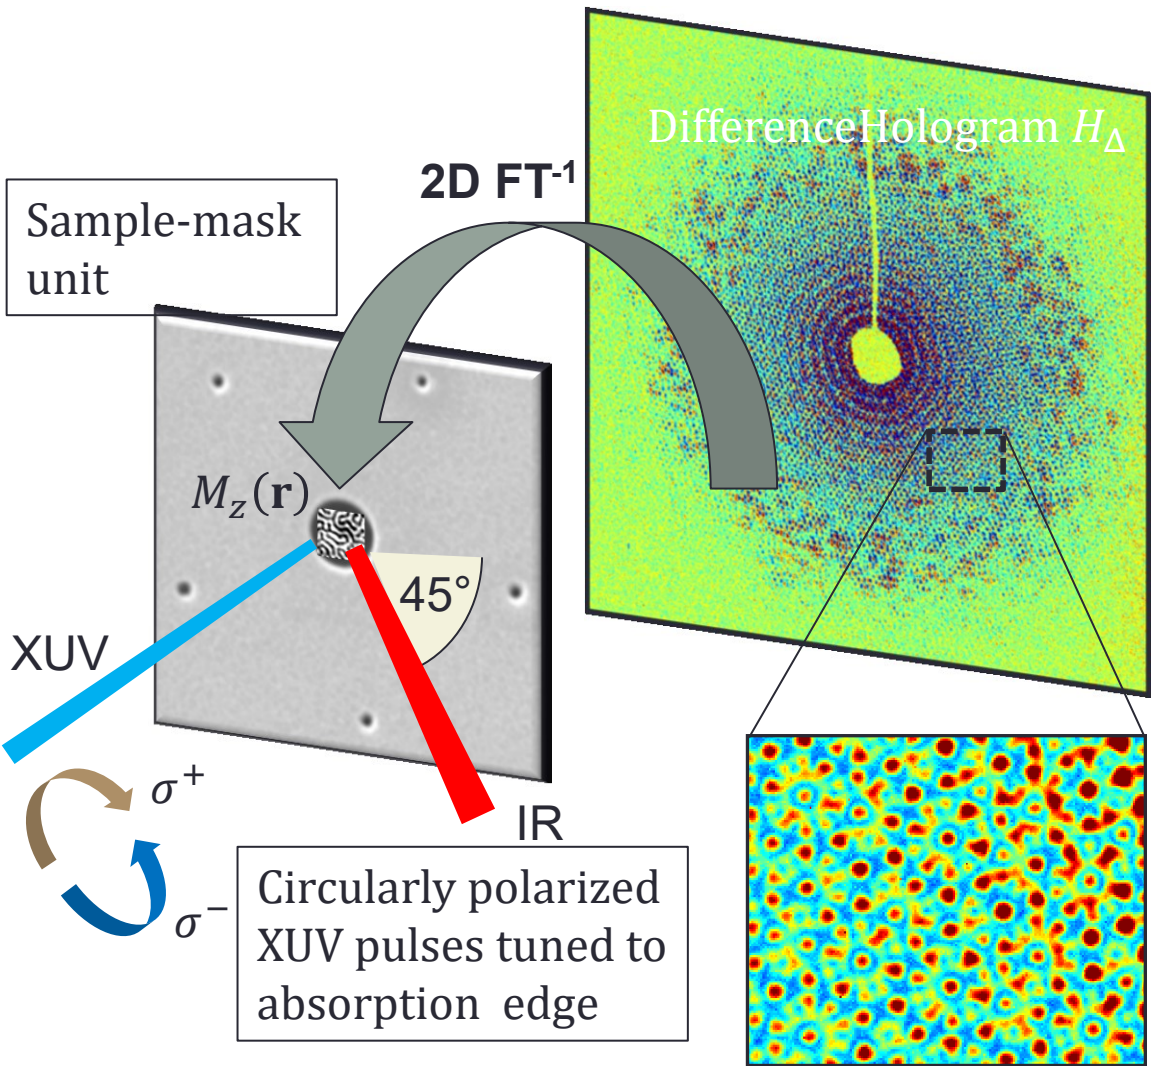 DifferenceHologram H_Δ
2D FT⁻¹
Sample-mask
unit
M_z(r)
45°
XUV
σ⁺
σ⁻
IR
Circularly polarized
XUV pulses tuned to
absorption edge